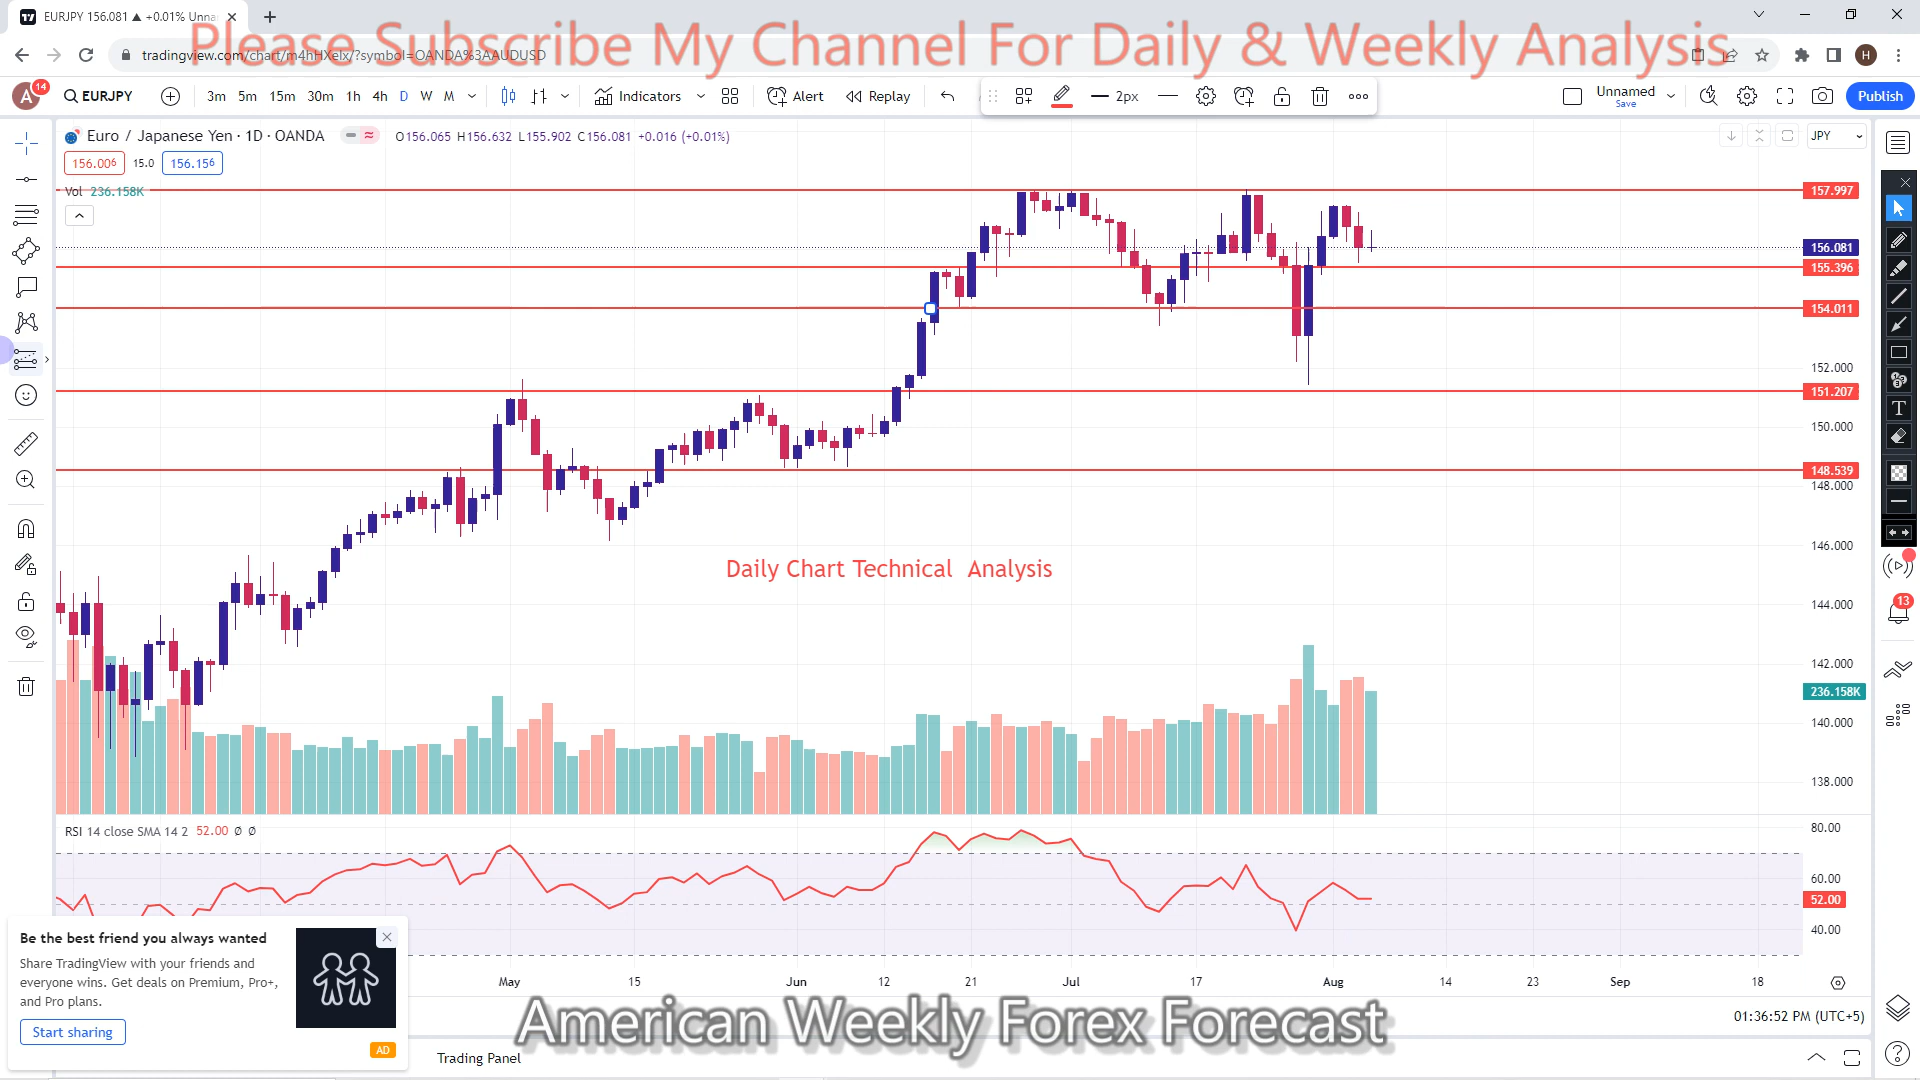 EURJPY 156.081 ▲ +0.01% Unna
Please Subscribe My Channel For Daily & Weekly Analysis
tradingview.com/chart/m4hHXelx/?symbol=OANDA%3AAUDUSD
H
A 14 EURJPY 3m 5m 15m 30m 1h 4h D W M Indicators Alert Replay 2px Unnamed Save Publish
Euro / Japanese Yen · 1D · OANDA O156.065 H156.632 L155.902 C156.081 +0.016 (+0.01%) JPY
156.006 15.0 156.156
Vol 236.158K
157.997
156.081
155.396
154.011
152.000
151.207
150.000
148.539
148.000
146.000
Daily Chart Technical Analysis
144.000
13
142.000
236.158K
140.000
138.000
RSI 14 close SMA 14 2 52.00 ∅ ∅
80.00
60.00
52.00
40.00
Be the best friend you always wanted
Share TradingView with your friends and
everyone wins. Get deals on Premium, Pro+,
and Pro plans.
Start sharing
AD
May 15 Jun 12 21 Jul 17 Aug 14 23 Sep 18
American Weekly Forex Forecast
01:36:52 PM (UTC+5)
Trading Panel